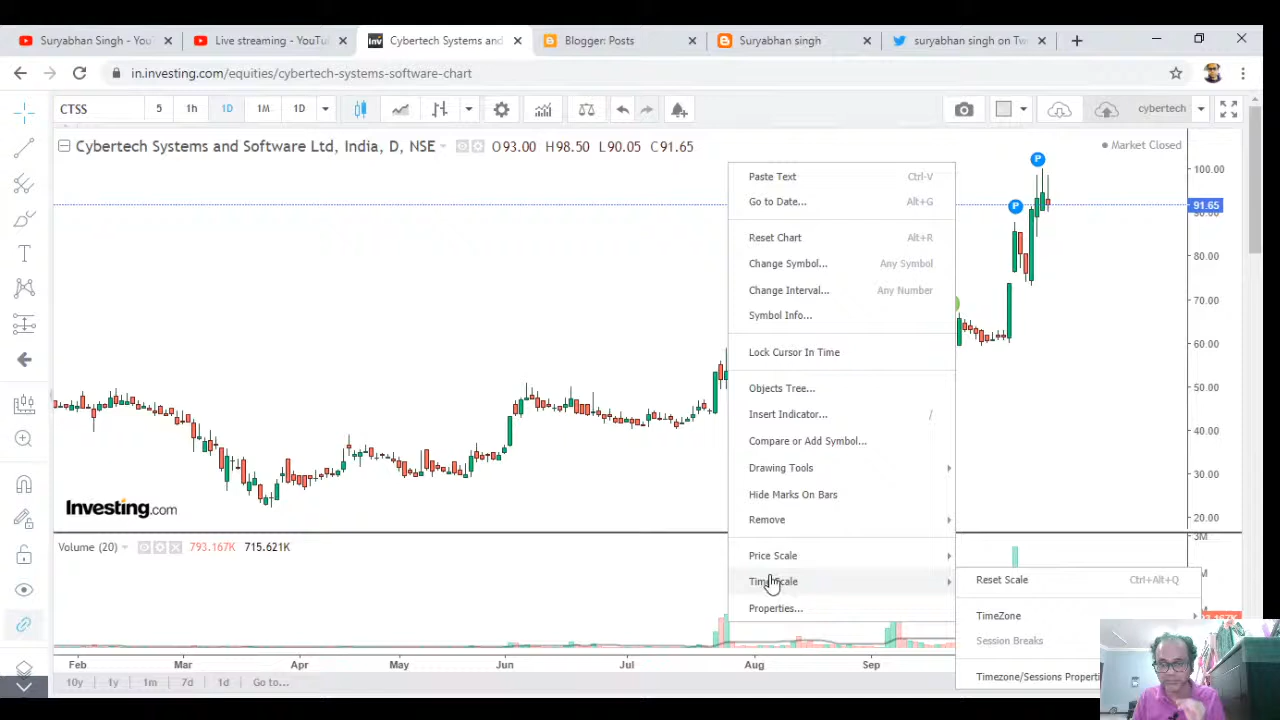 Suryabhan Singh - You
Live streaming - YouTu
Inv
Cybertech Systems and
Blogger: Posts
Suryabhan singh
suryabhan singh on Tw
in.investing.com/equities/cybertech-systems-software-chart
CTSS
5
1h
1D
1M
1D
cybertech
Cybertech Systems and Software Ltd, India, D, NSE
O93.00 H98.50 L90.05 C91.65
Market Closed
P
P
100.00
91.65
90.00
80.00
70.00
60.00
50.00
40.00
30.00
20.00
Paste Text Ctrl-V
Go to Date... Alt+G
Reset Chart Alt+R
Change Symbol... Any Symbol
Change Interval... Any Number
Symbol Info...
Lock Cursor In Time
Objects Tree...
Insert Indicator... /
Compare or Add Symbol...
Drawing Tools
Hide Marks On Bars
Remove
Price Scale
Time Scale
Properties...
Reset Scale Ctrl+Alt+Q
TimeZone
Session Breaks
Timezone/Sessions Properti
Investing.com
Volume (20) 793.167K 715.621K
3M
Feb Mar Apr May Jun Jul Aug Sep
10y 1y 1m 7d 1d Go to...